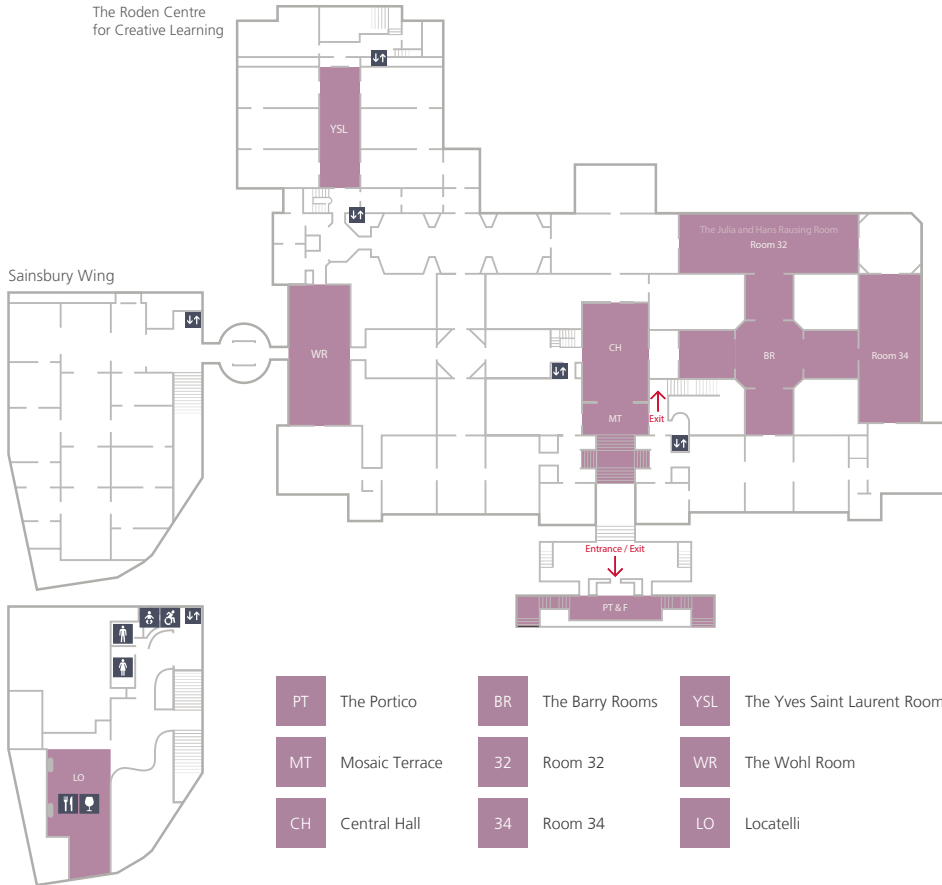 The Roden Centre
for Creative Learning
YSL
The Julia and Hans Rausing Room
Room 32
Sainsbury Wing
WR
CH
BR
Room 34
MT
Exit
Entrance / Exit
PT & F
LO
PT The Portico
BR The Barry Rooms
YSL The Yves Saint Laurent Room
MT Mosaic Terrace
32 Room 32
WR The Wohl Room
CH Central Hall
34 Room 34
LO Locatelli